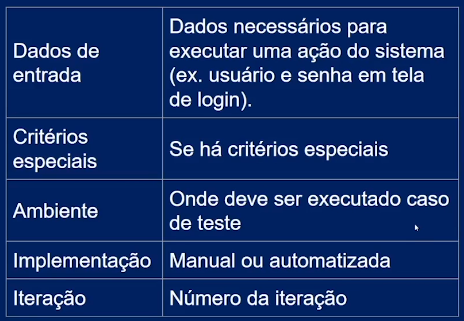 Dados de entrada
Dados necessários para
executar uma ação do sistema
(ex. usuário e senha em tela
de login).
Critérios
especiais
Se há critérios especiais
Ambiente
Onde deve ser executado caso
de teste
Implementação
Manual ou automatizada
Iteração
Número da iteração